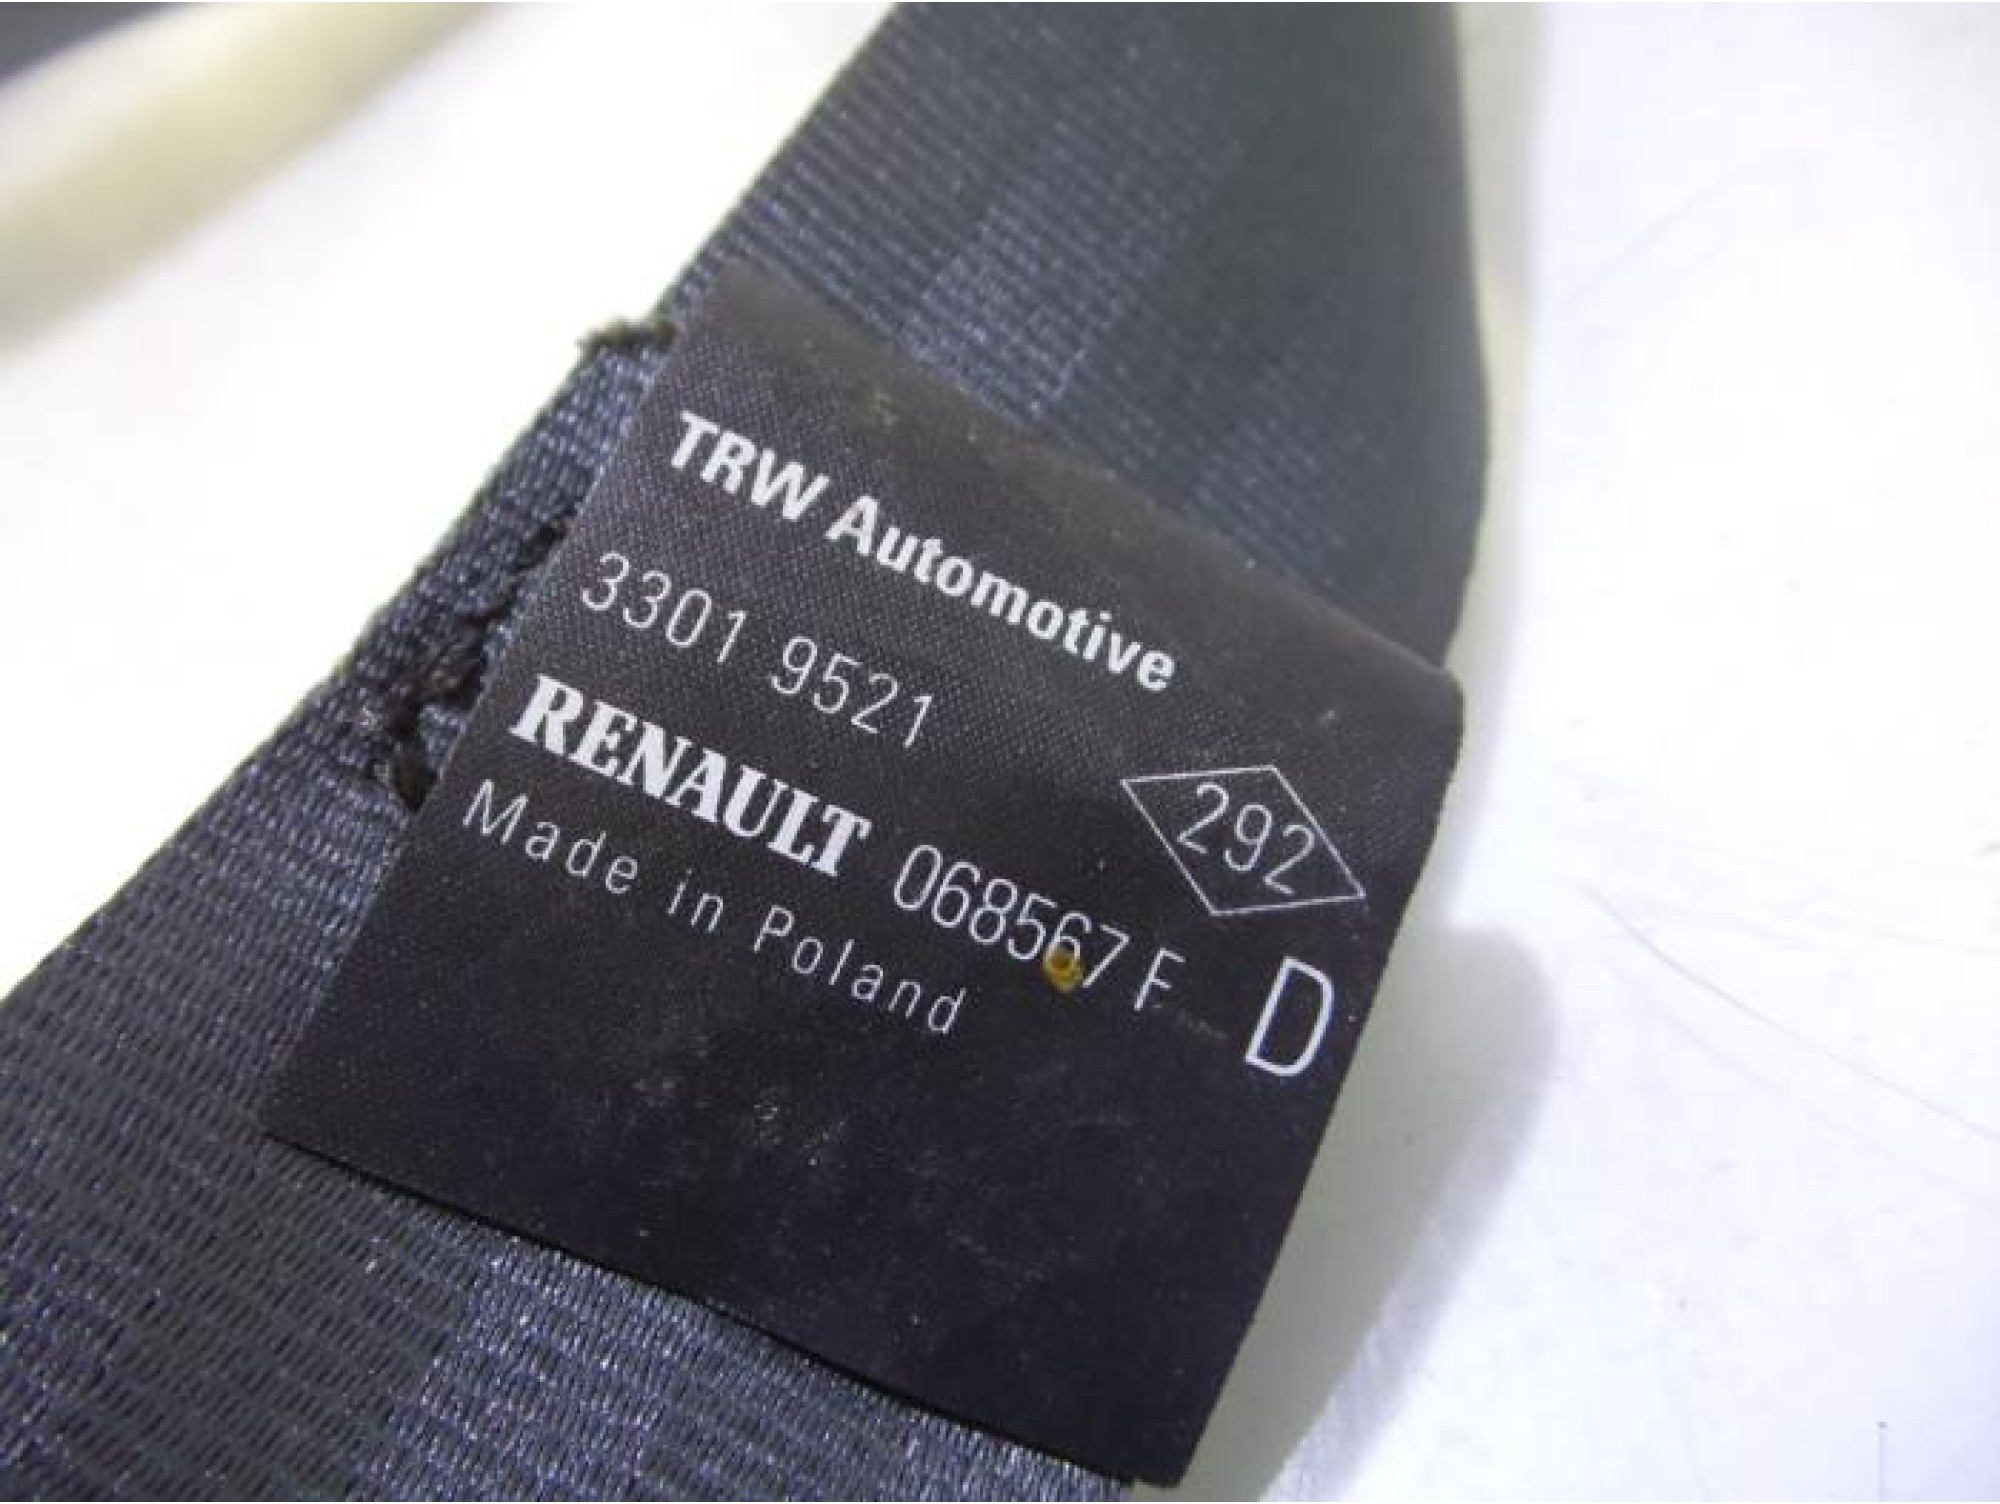 TRW Automotive
3301 9521
292
RENAULT 068567 F
D
Made in Poland